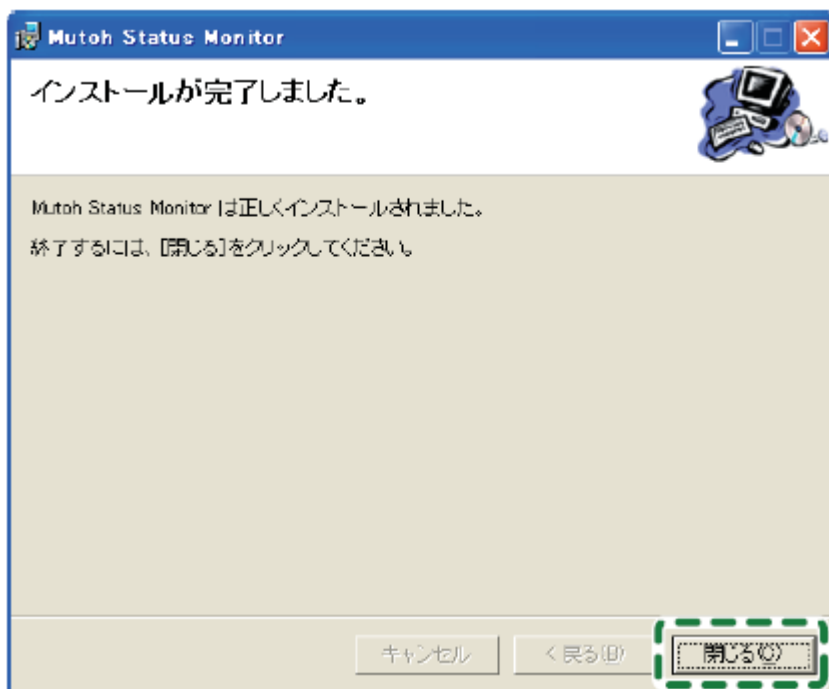 Mutoh Status Monitor
インストールが完了しました。
Mutoh Status Monitor は正しくインストールされました。
終了するには、[閉じる]をクリックしてください。
キャンセル
< 戻る(B)
閉じる(C)